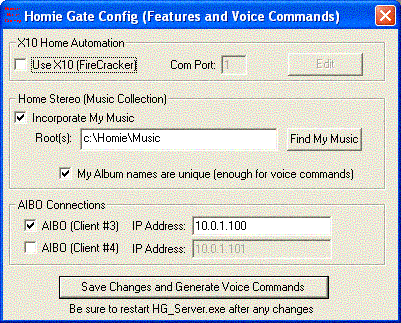 Homie Gate Config (Features and Voice Commands)
X10 Home Automation
Use X10 (FireCracker) Com Port: 1 Edit
Home Stereo (Music Collection)
Incorporate My Music
Root(s): c:\Homie\Music Find My Music
My Album names are unique (enough for voice commands)
AIBO Connections
AIBO (Client #3) IP Address: 10.0.1.100
AIBO (Client #4) IP Address: 10.0.1.101
Save Changes and Generate Voice Commands
Be sure to restart HG_Server.exe after any changes